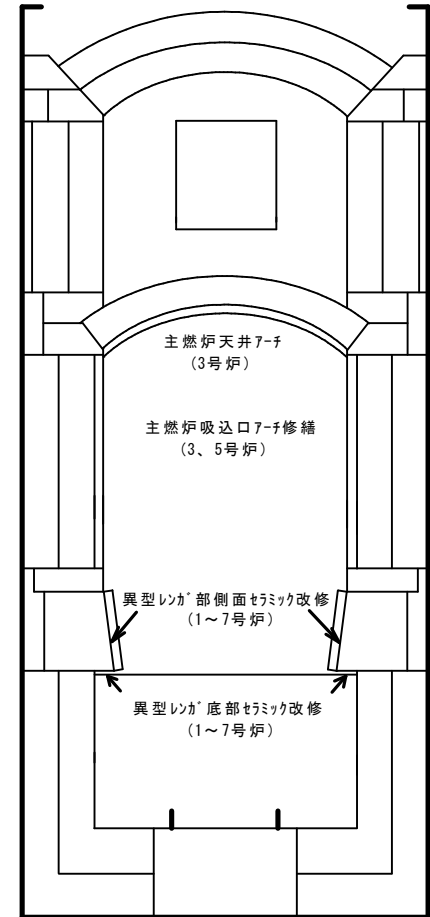 主燃炉天井ｱｰﾁ
(3号炉)
主燃炉吸込口ｱｰﾁ修繕
(3、5号炉)
異型ﾚﾝｶﾞ部側面ｾﾗﾐｯｸ改修
(1～7号炉)
異型ﾚﾝｶﾞ底部ｾﾗﾐｯｸ改修
(1～7号炉)